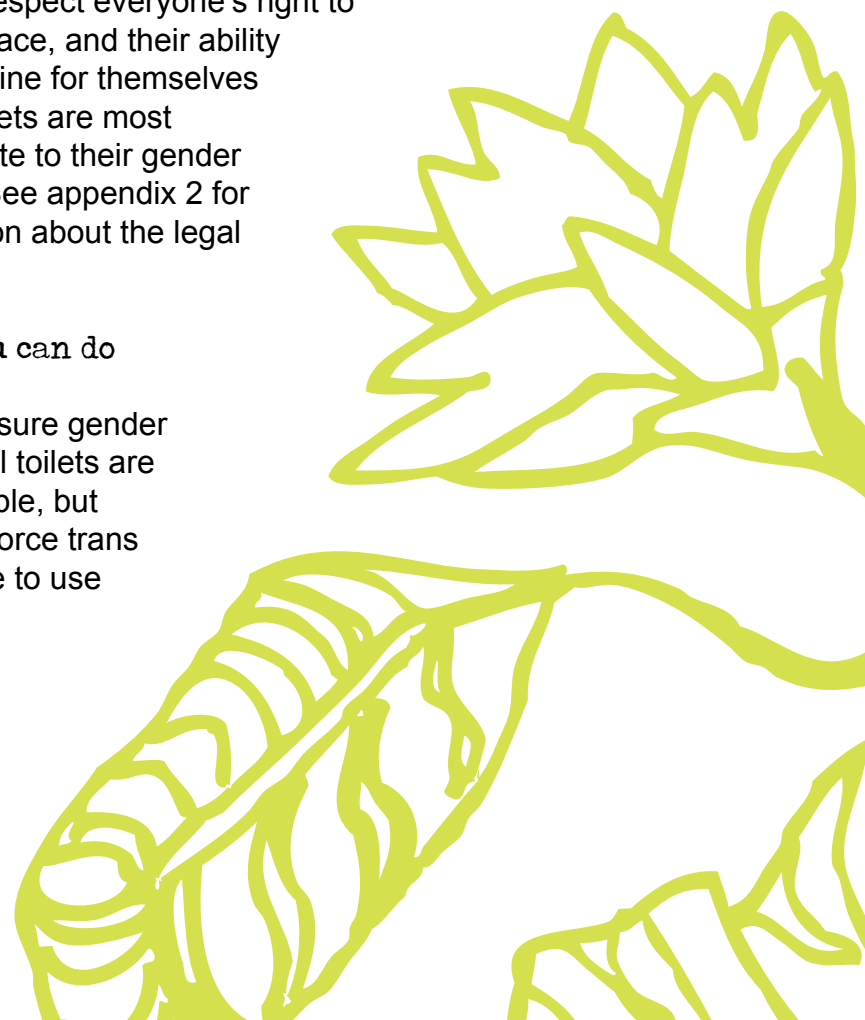 espect everyone's right to
ace, and their ability
ine for themselves
ets are most
te to their gender
See appendix 2 for
on about the legal
u can do
sure gender
l toilets are
ble, but
orce trans
e to use